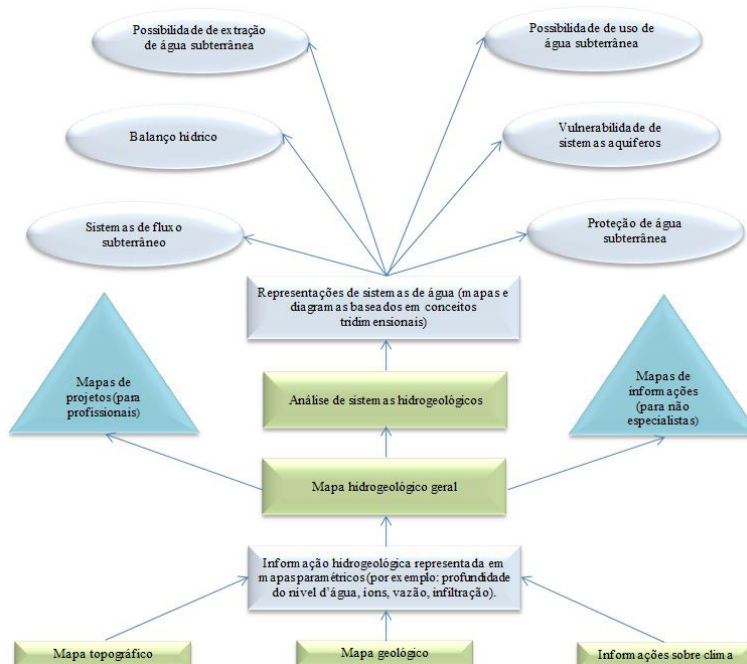 Possibilidade de extração
de água subterrânea
Possibilidade de uso de
água subterrânea
Balanço hídrico
Vulnerabilidade de
sistemas aquíferos
Sistemas de fluxo
subterrâneo
Proteção de água
subterrânea
Representações de sistemas de água (mapas e
diagramas baseados em conceitos
tridimensionais)
Mapas de
projetos (para
profissionais)
Análise de sistemas hidrogeológicos
Mapas de
informações
(para não
especialistas)
Mapa hidrogeológico geral
Informação hidrogeológica representada em
mapas paramétricos (por exemplo: profundidade
do nível d'água, íons, vazão, infiltração).
Mapa topográfico
Mapa geológico
Informações sobre clima